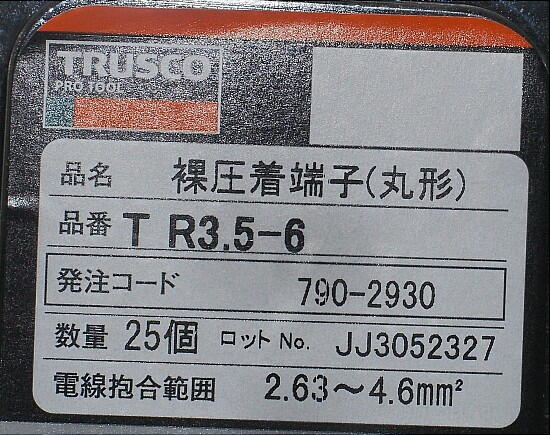 TRUSCO
PRO TOOL
品名 裸圧着端子(丸形)
品番 T R3.5-6
発注コード 790-2930
数量 25個 ロットNo. JJ3052327
電線抱合範囲 2.63〜4.6mm²